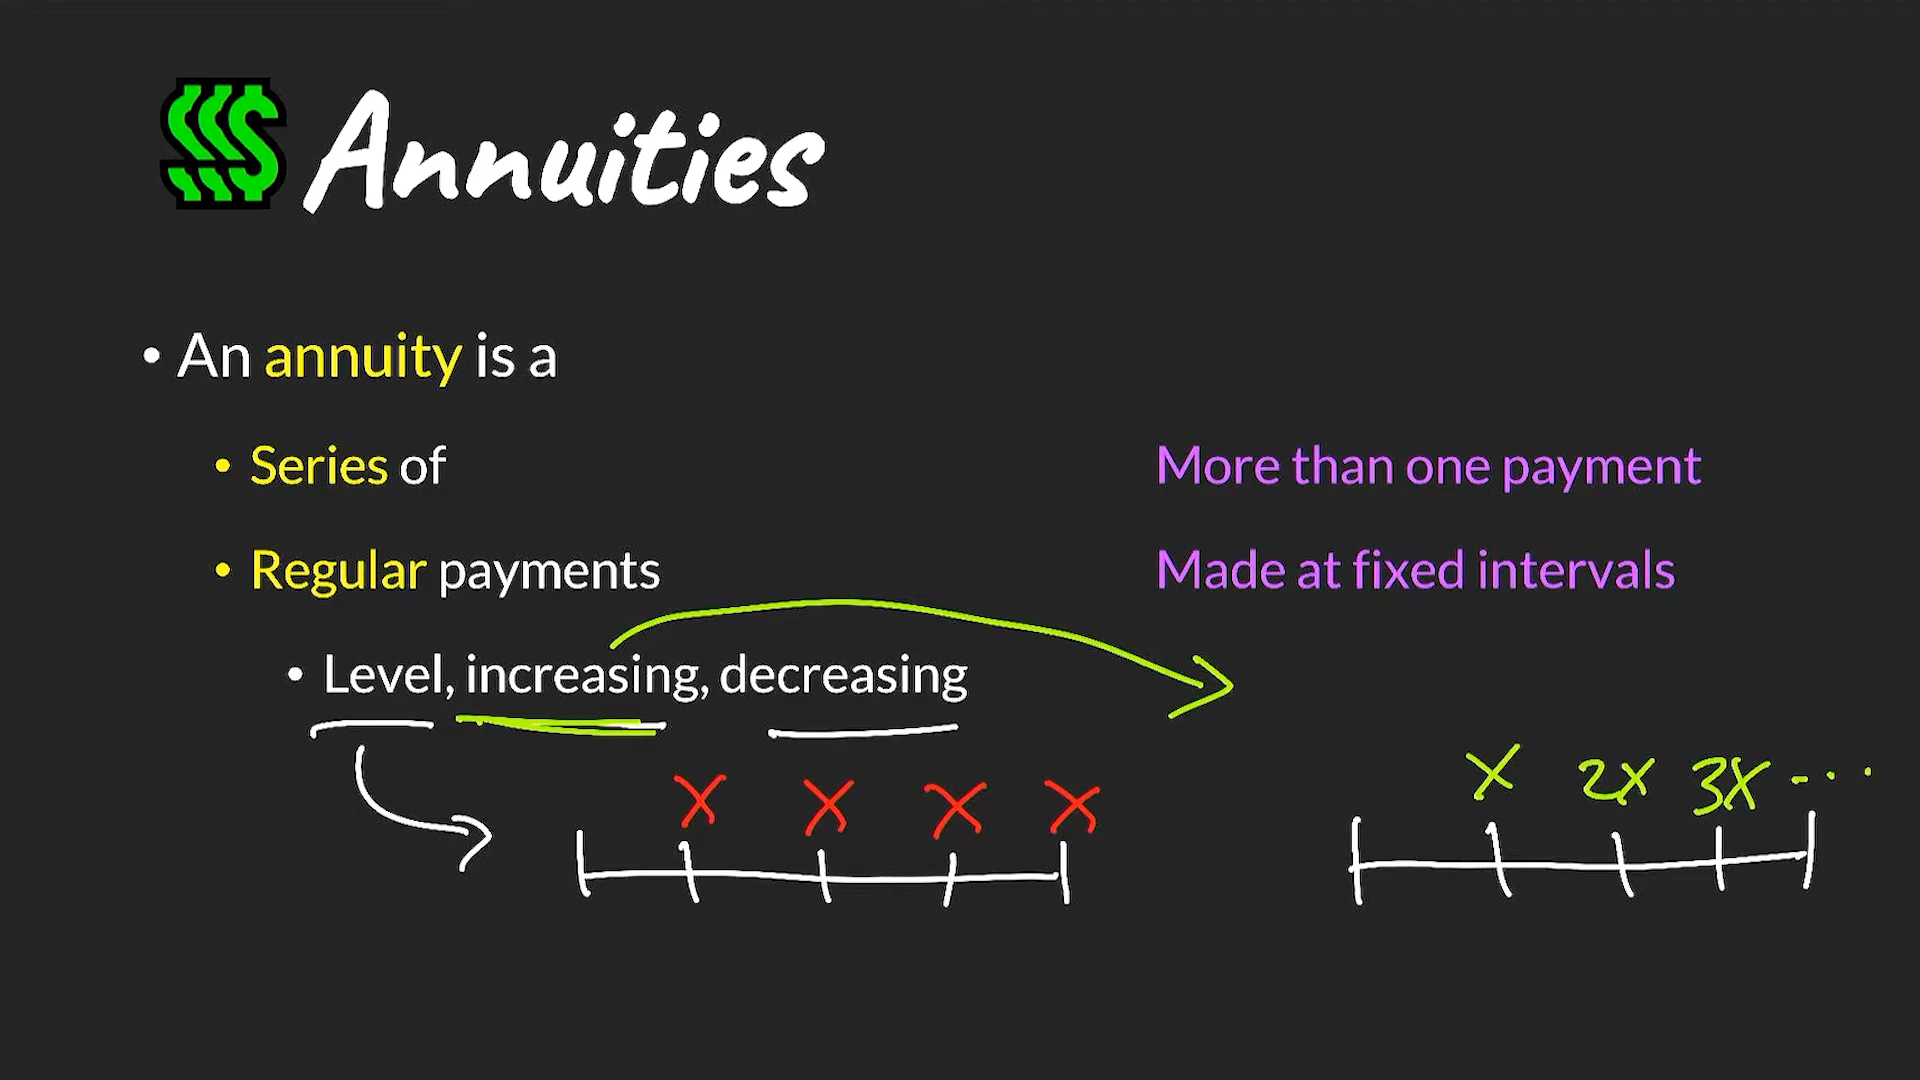 $$$ Annuities
• An annuity is a
• Series of More than one payment
• Regular payments Made at fixed intervals
• Level, increasing, decreasing
X X X X
X 2X 3X ...